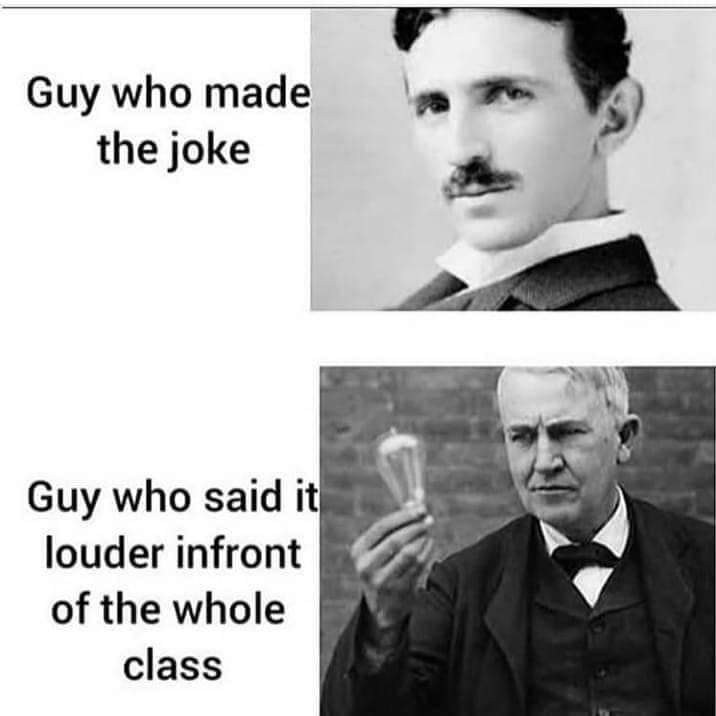 Guy who made
the joke
Guy who said it
louder infront
of the whole
class